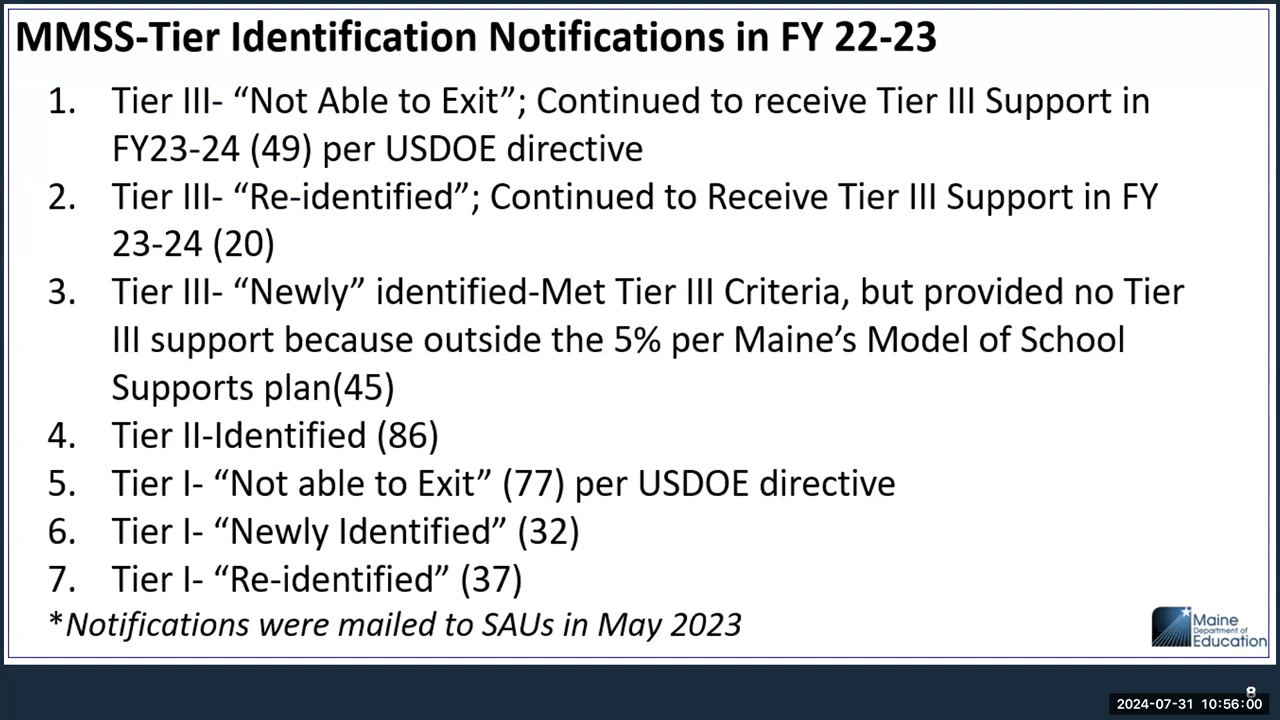 MMSS-Tier Identification Notifications in FY 22-23
1. Tier III- “Not Able to Exit”; Continued to receive Tier III Support in
FY23-24 (49) per USDOE directive
2. Tier III- “Re-identified”; Continued to Receive Tier III Support in FY
23-24 (20)
3. Tier III- “Newly” identified-Met Tier III Criteria, but provided no Tier
III support because outside the 5% per Maine’s Model of School
Supports plan(45)
4. Tier II-Identified (86)
5. Tier I- “Not able to Exit” (77) per USDOE directive
6. Tier I- “Newly Identified” (32)
7. Tier I- “Re-identified” (37)
*Notifications were mailed to SAUs in May 2023
Maine
Department of
Education
8
2024-07-31 10:56:00